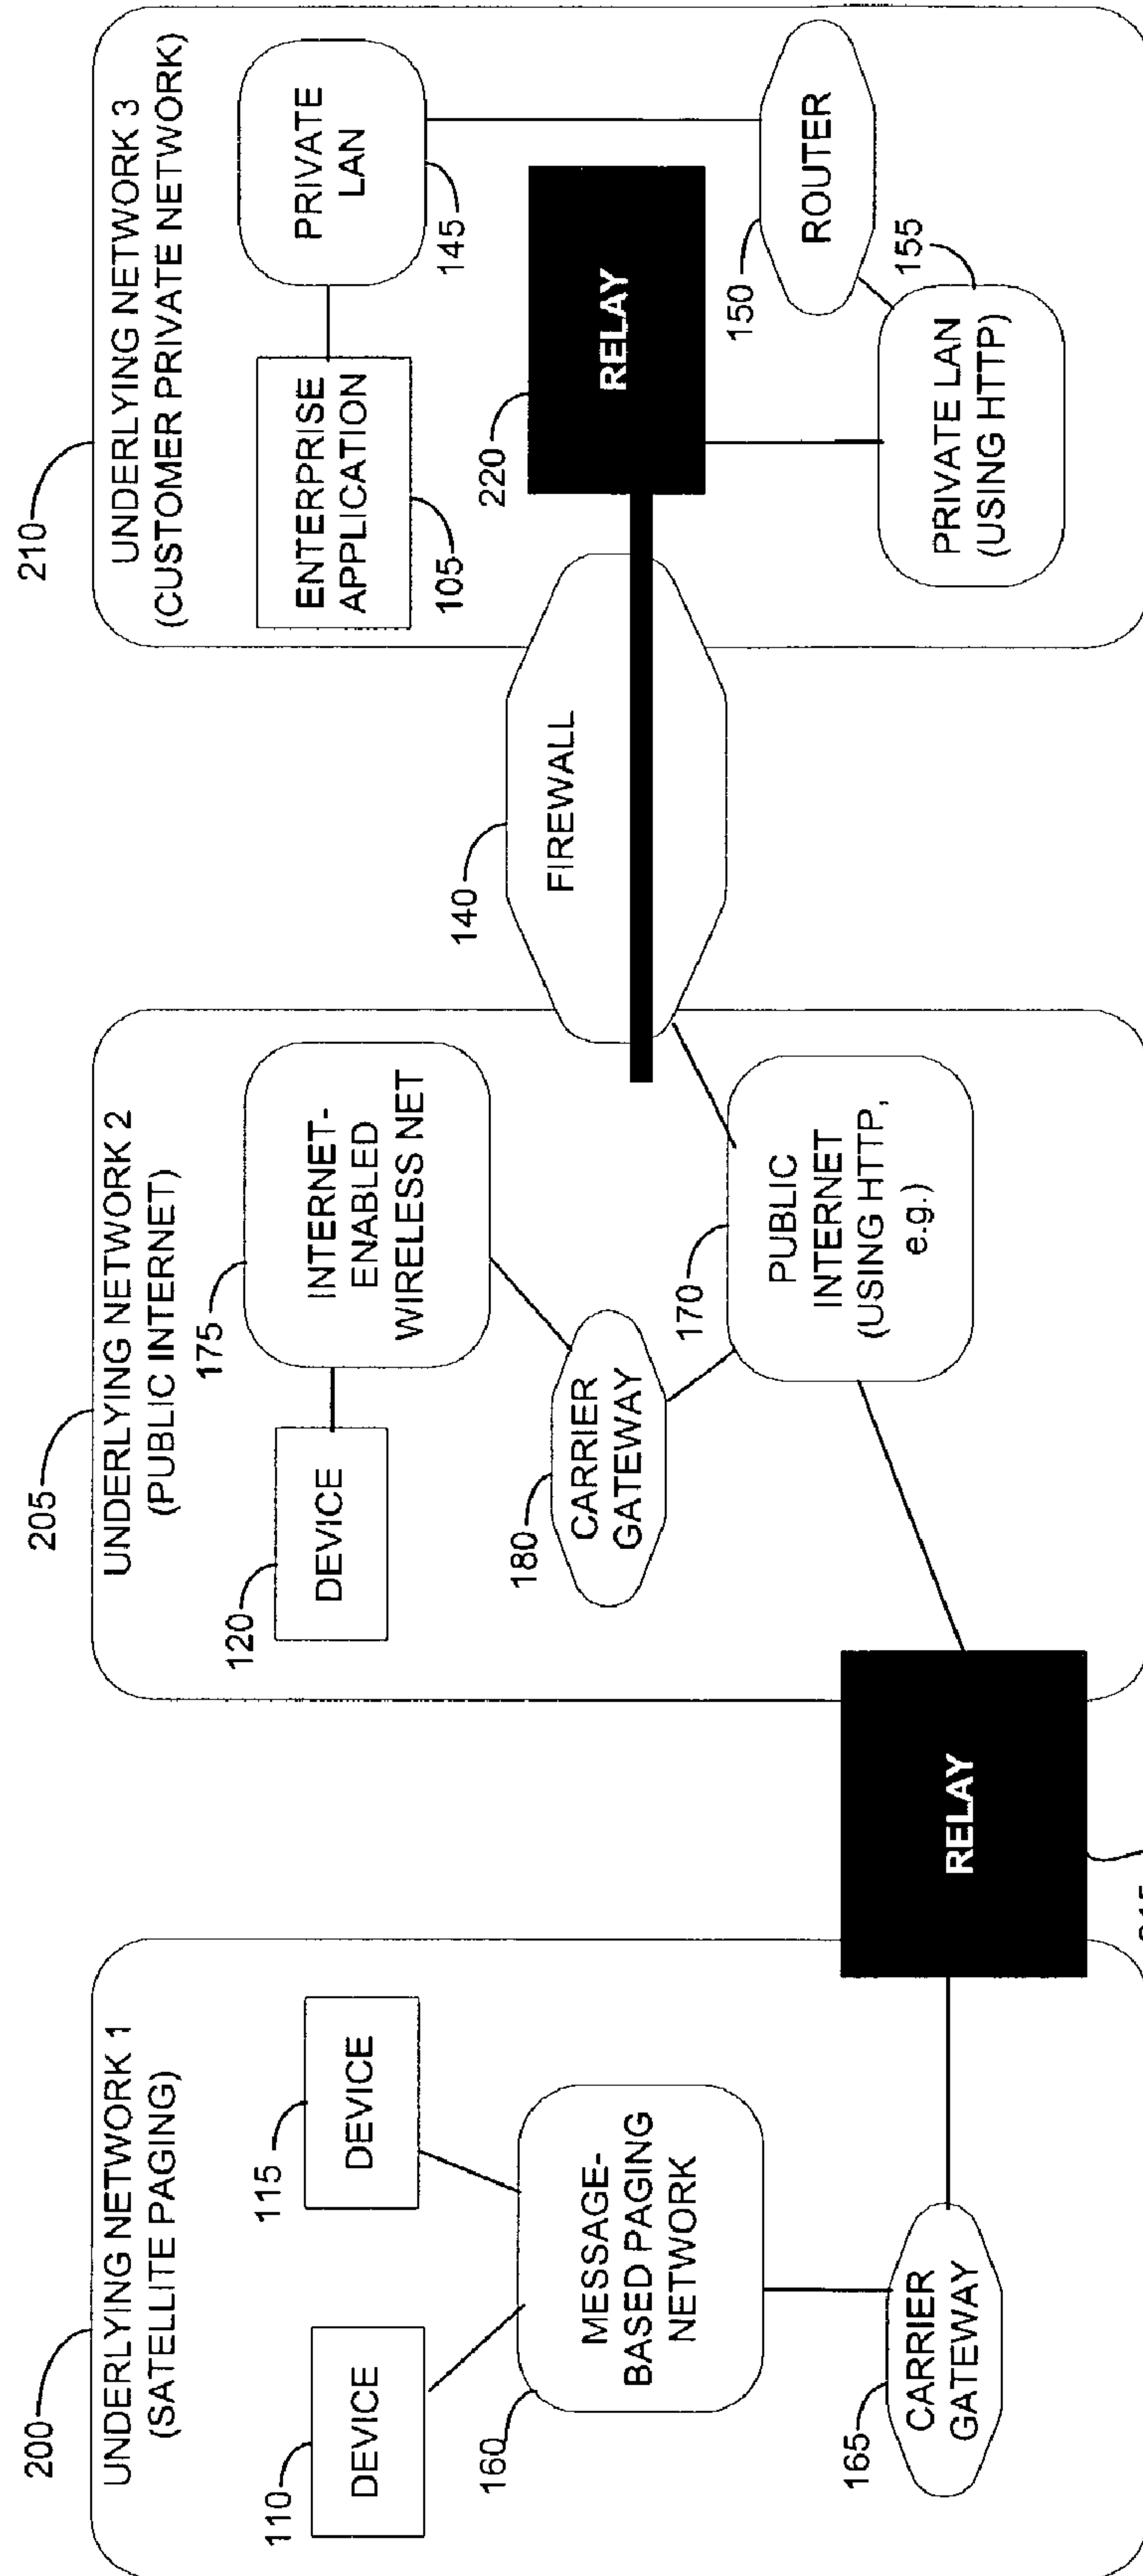 200
UNDERLYING NETWORK 1
(SATELLITE PAGING)
110
DEVICE
115
DEVICE
160
MESSAGE-
BASED PAGING
NETWORK
165
CARRIER
GATEWAY
RELAY
205
UNDERLYING NETWORK 2
(PUBLIC INTERNET)
120
DEVICE
175
INTERNET-
ENABLED
WIRELESS NET
180
CARRIER
GATEWAY
170
PUBLIC
INTERNET
(USING HTTP,
e.g.)
140
FIREWALL
210
UNDERLYING NETWORK 3
(CUSTOMER PRIVATE NETWORK)
ENTERPRISE
APPLICATION
105
PRIVATE
LAN
145
220
RELAY
150
ROUTER
155
PRIVATE LAN
(USING HTTP)